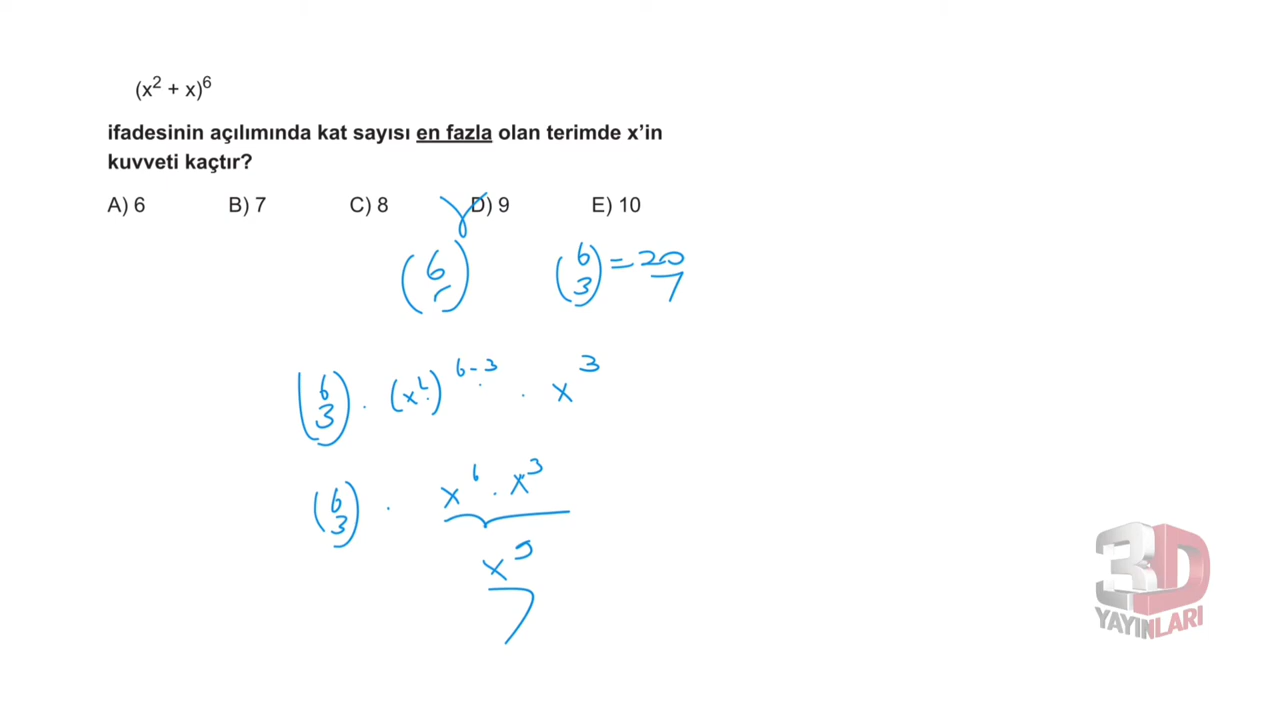 (x² + x)⁶
ifadesinin açılımında kat sayısı en fazla olan terimde x’in
kuvveti kaçtır?
A) 6 B) 7 C) 8 D) 9 E) 10
(6 r) (6 3) = 20
(6 3) . (x²)⁶⁻³ . x³
(6 3) . x⁶ . x³
x⁹
3D
YAYINLARI